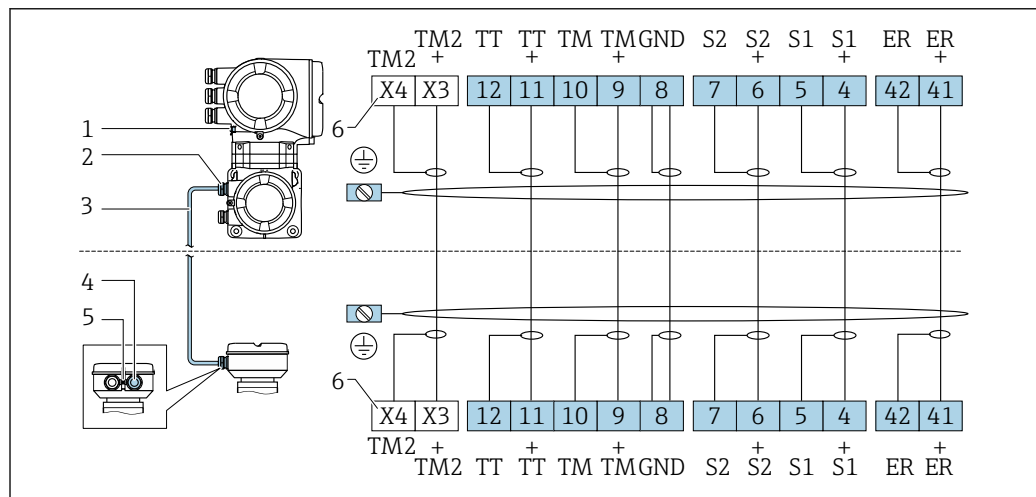 TM2 TT TT TM TM GND S2 S2 S1 S1 ER ER
TM2 + + + + + +
X4 X3 12 11 10 9 8 7 6 5 4 42 41
6
1
2
3
4
5
6
X4 X3 12 11 10 9 8 7 6 5 4 42 41
TM2 + + + + + +
TM2 TT TT TM TM GND S2 S2 S1 S1 ER ER